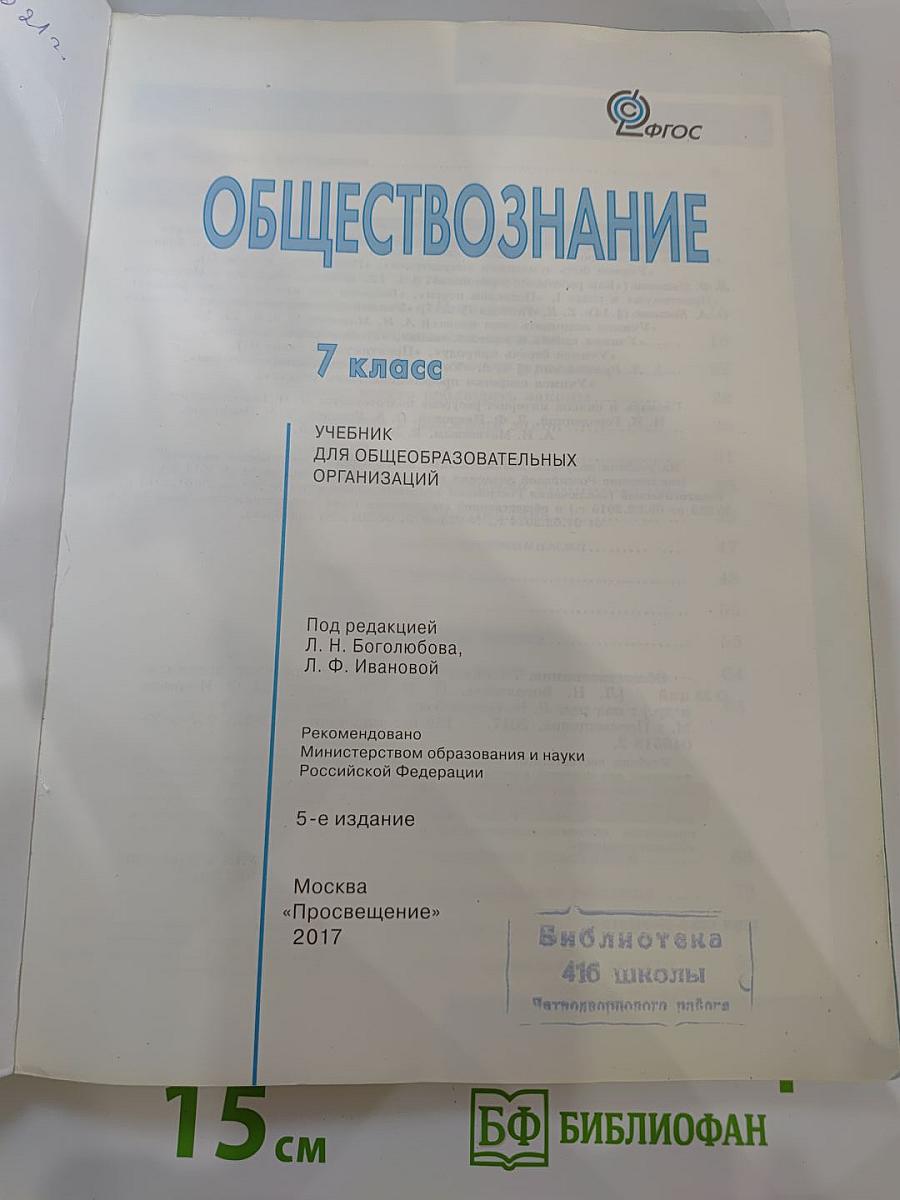 21 г.
ФГОС
ОБЩЕСТВОЗНАНИЕ
7 класс
УЧЕБНИК
ДЛЯ ОБЩЕОБРАЗОВАТЕЛЬНЫХ
ОРГАНИЗАЦИЙ
Под редакцией
Л. Н. Боголюбова,
Л. Ф. Ивановой
Рекомендовано
Министерством образования и науки
Российской Федерации
5-е издание
Москва
«Просвещение»
2017
Библиотека
416 школы
15 см
БФ БИБЛИОФАН